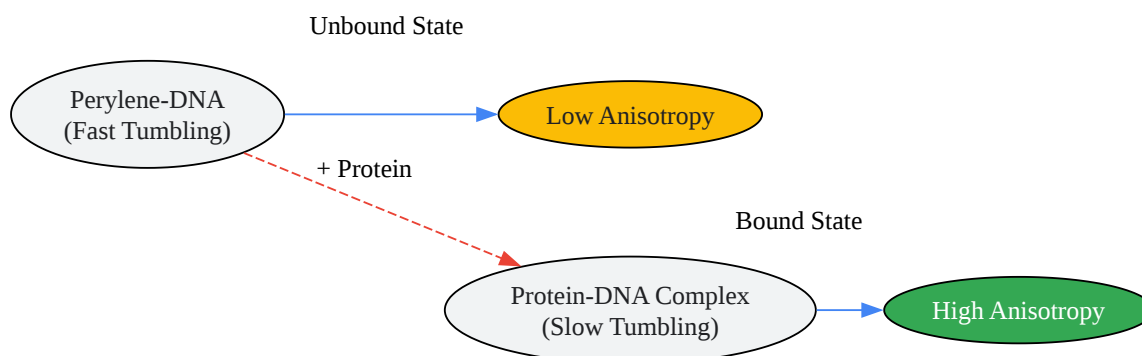 Unbound State
Perylene-DNA
(Fast Tumbling)
Low Anisotropy
+ Protein
Bound State
Protein-DNA Complex
(Slow Tumbling)
High Anisotropy